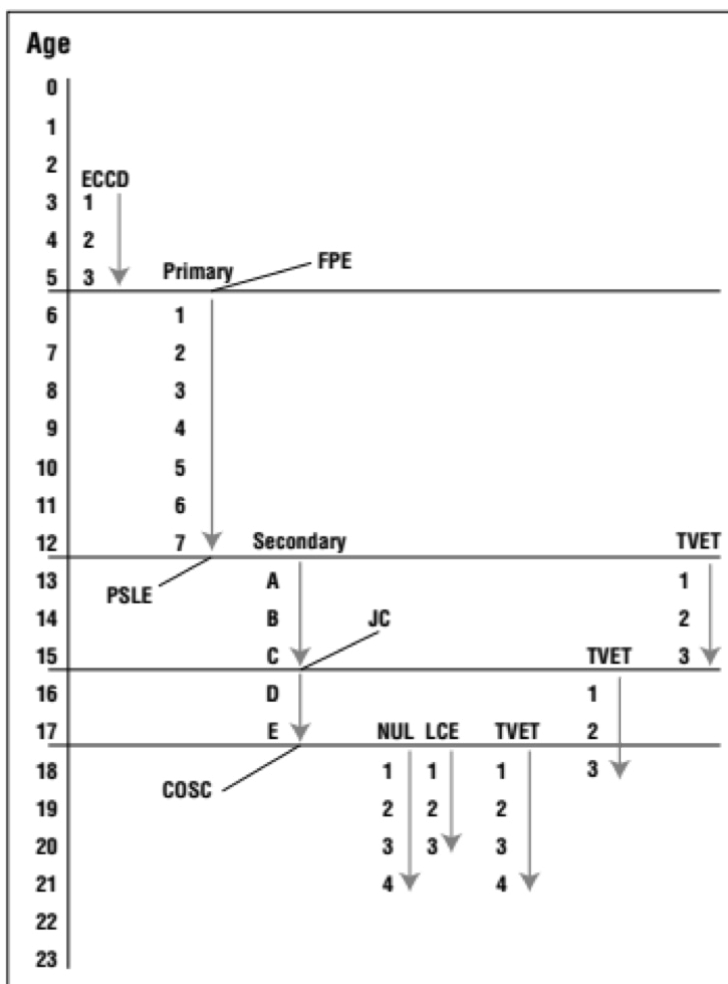 Age
0
1
2
ECCD
3 1
4 2
FPE
5 3 Primary
6 1
7 2
8 3
9 4
10 5
11 6
12 7 Secondary TVET
13 A 1
PSLE
14 B JC 2
15 C TVET 3
16 D 1
17 E NUL LCE TVET 2
18 1 1 1 3
COSC
19 2 2 2
20 3 3 3
21 4 4
22
23